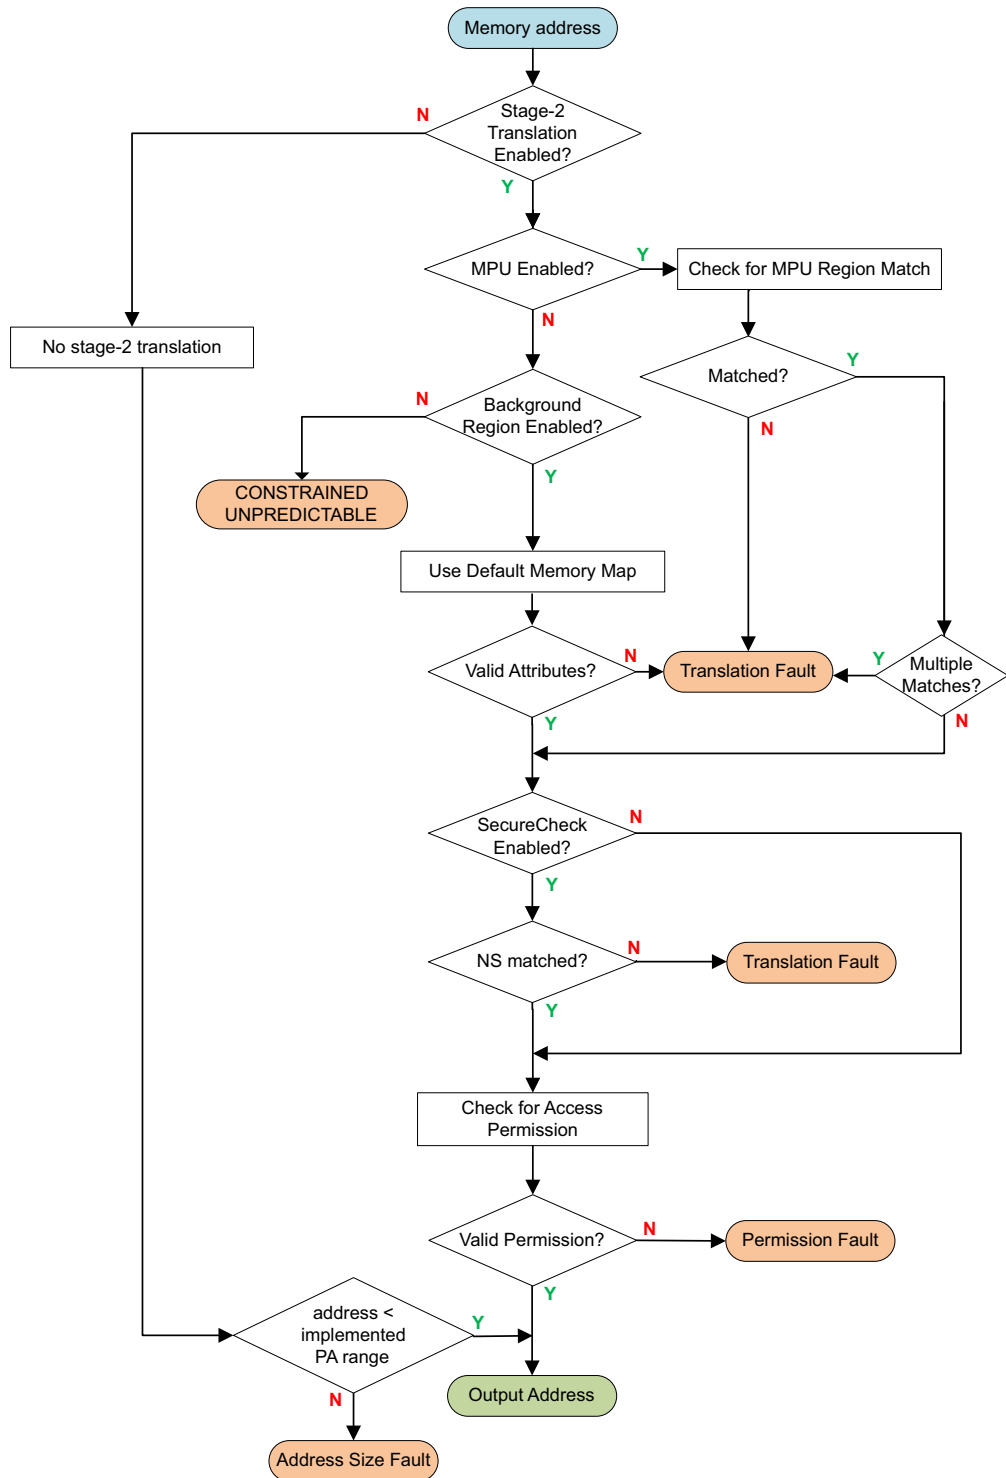 Memory address
N
Stage-2
Translation
Enabled?
Y
MPU Enabled?
Y
Check for MPU Region Match
N
No stage-2 translation
Matched?
Y
N
N
Background
Region Enabled?
Y
CONSTRAINED
UNPREDICTABLE
Use Default Memory Map
Valid Attributes?
N
Translation Fault
Y
Multiple
Matches?
Y
N
SecureCheck
Enabled?
N
Y
NS matched?
N
Translation Fault
Y
Check for Access
Permission
Valid Permission?
N
Permission Fault
Y
address <
implemented
PA range
Y
N
Output Address
Address Size Fault